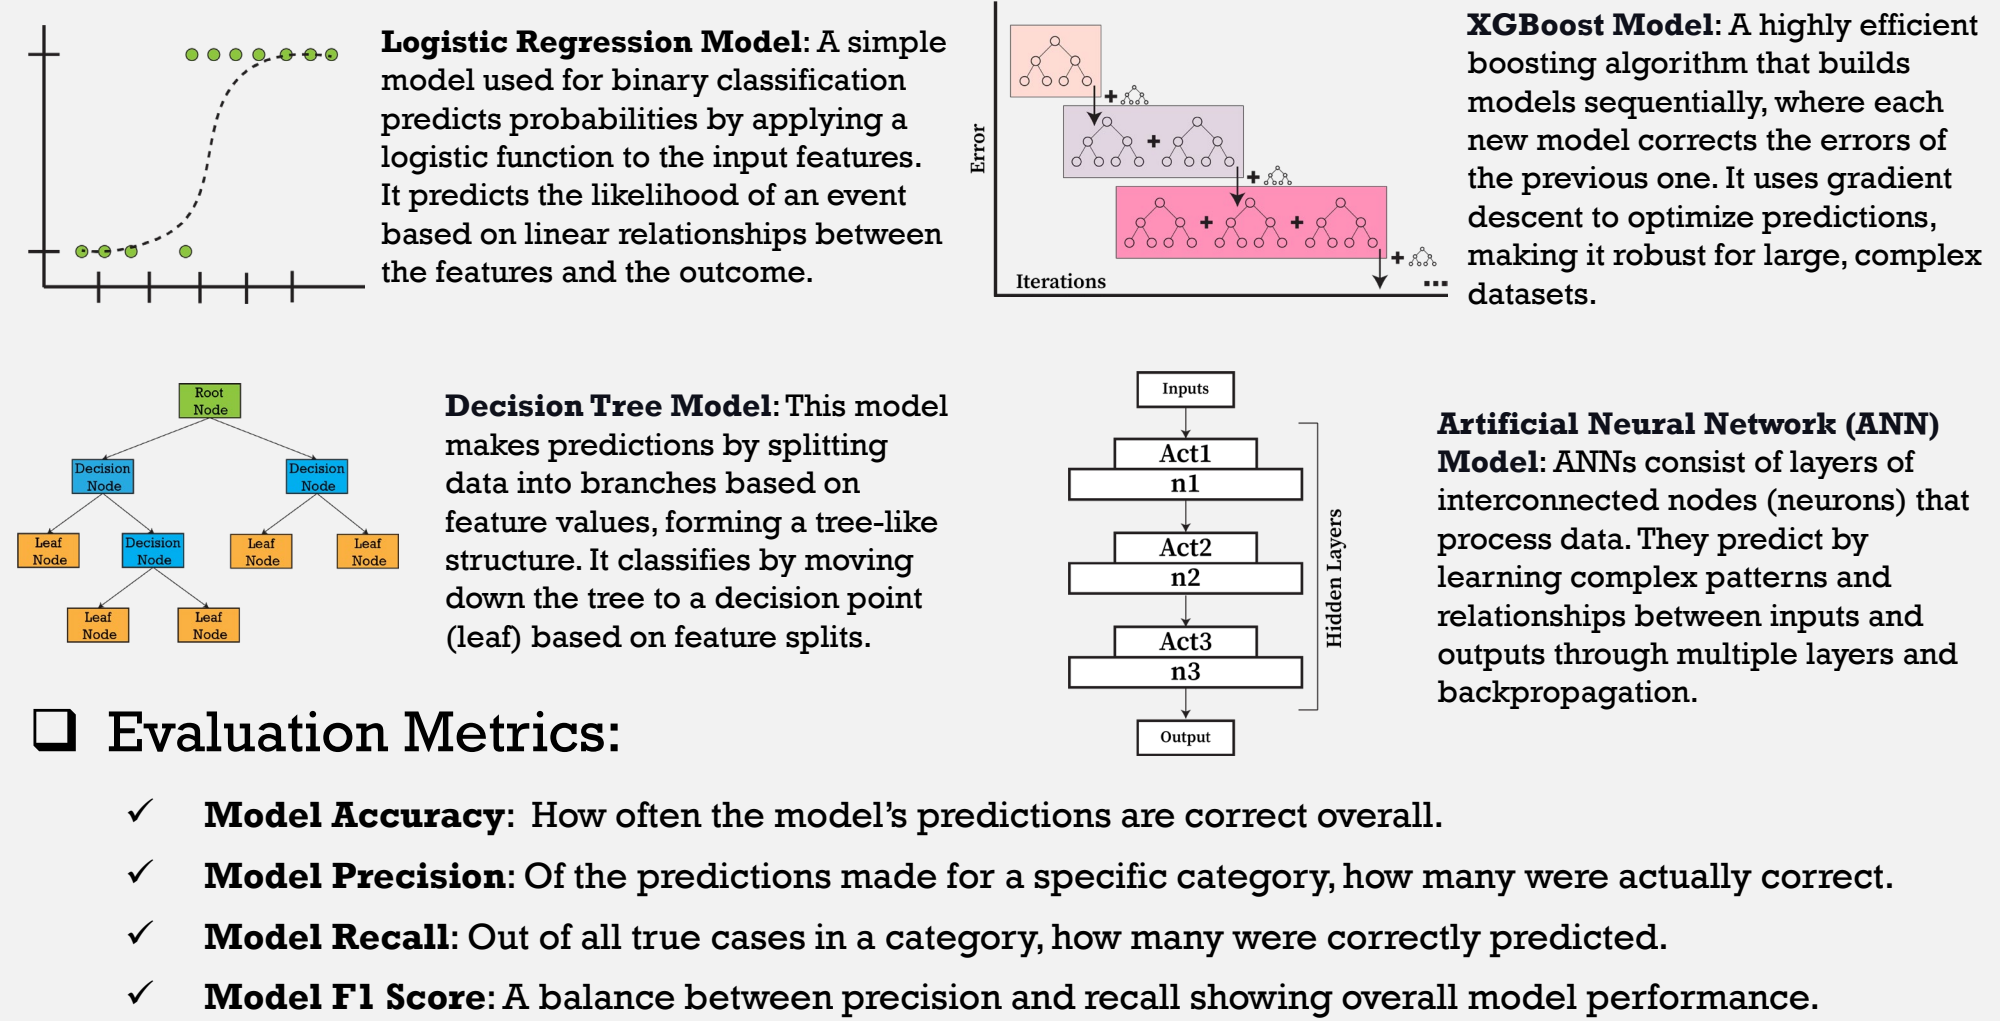 Logistic Regression Model: A simple
model used for binary classification
predicts probabilities by applying a
logistic function to the input features.
It predicts the likelihood of an event
based on linear relationships between
the features and the outcome.
Error
Iterations
XGBoost Model: A highly efficient
boosting algorithm that builds
models sequentially, where each
new model corrects the errors of
the previous one. It uses gradient
descent to optimize predictions,
making it robust for large, complex
datasets.
Root
Node
Decision
Node
Decision
Node
Leaf
Node
Decision
Node
Leaf
Node
Leaf
Node
Leaf
Node
Leaf
Node
Decision Tree Model: This model
makes predictions by splitting
data into branches based on
feature values, forming a tree-like
structure. It classifies by moving
down the tree to a decision point
(leaf) based on feature splits.
Inputs
Act1
n1
Act2
n2
Act3
n3
Output
Hidden Layers
Artificial Neural Network (ANN)
Model: ANNs consist of layers of
interconnected nodes (neurons) that
process data. They predict by
learning complex patterns and
relationships between inputs and
outputs through multiple layers and
backpropagation.
❑ Evaluation Metrics:
✓ Model Accuracy: How often the model’s predictions are correct overall.
✓ Model Precision: Of the predictions made for a specific category, how many were actually correct.
✓ Model Recall: Out of all true cases in a category, how many were correctly predicted.
✓ Model F1 Score: A balance between precision and recall showing overall model performance.